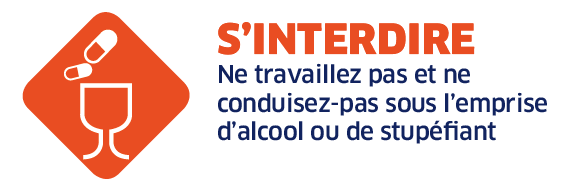 S'INTERDIRE
Ne travaillez pas et ne
conduisez-pas sous l'emprise
d'alcool ou de stupéfiant